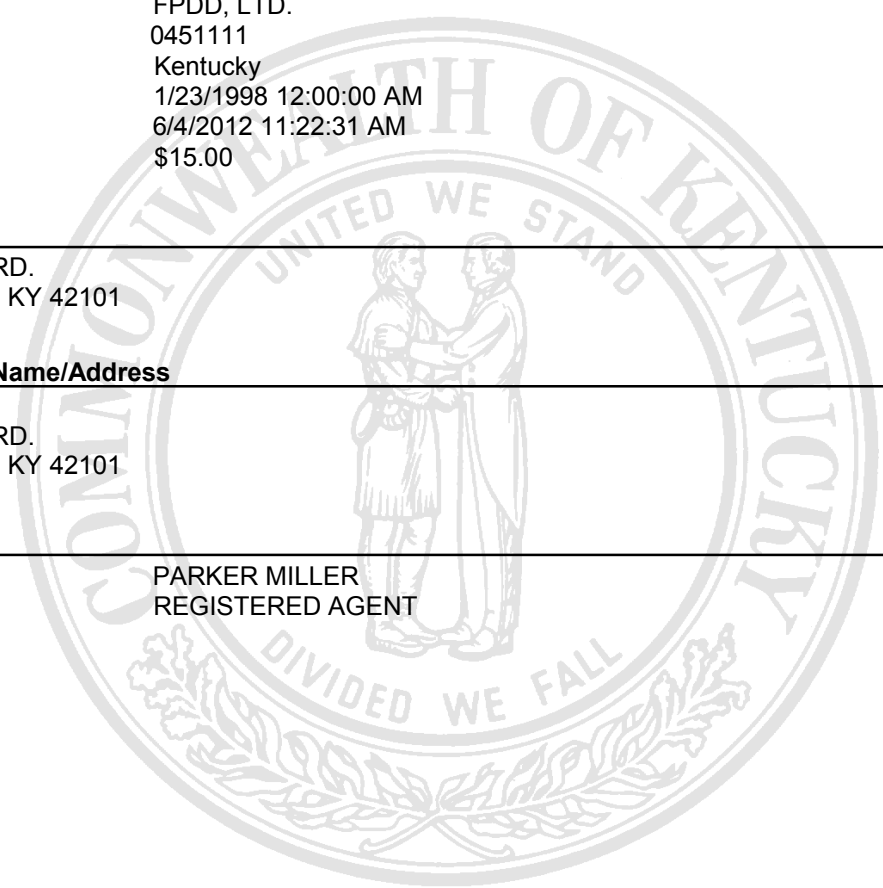 FPDD, LTD.
0451111
Kentucky
1/23/1998 12:00:00 AM
6/4/2012 11:22:31 AM
$15.00
RD.
KY 42101
Name/Address
RD.
KY 42101
PARKER MILLER
REGISTERED AGENT
COMMONWEALTH OF KENTUCKY
UNITED WE STAND
DIVIDED WE FALL